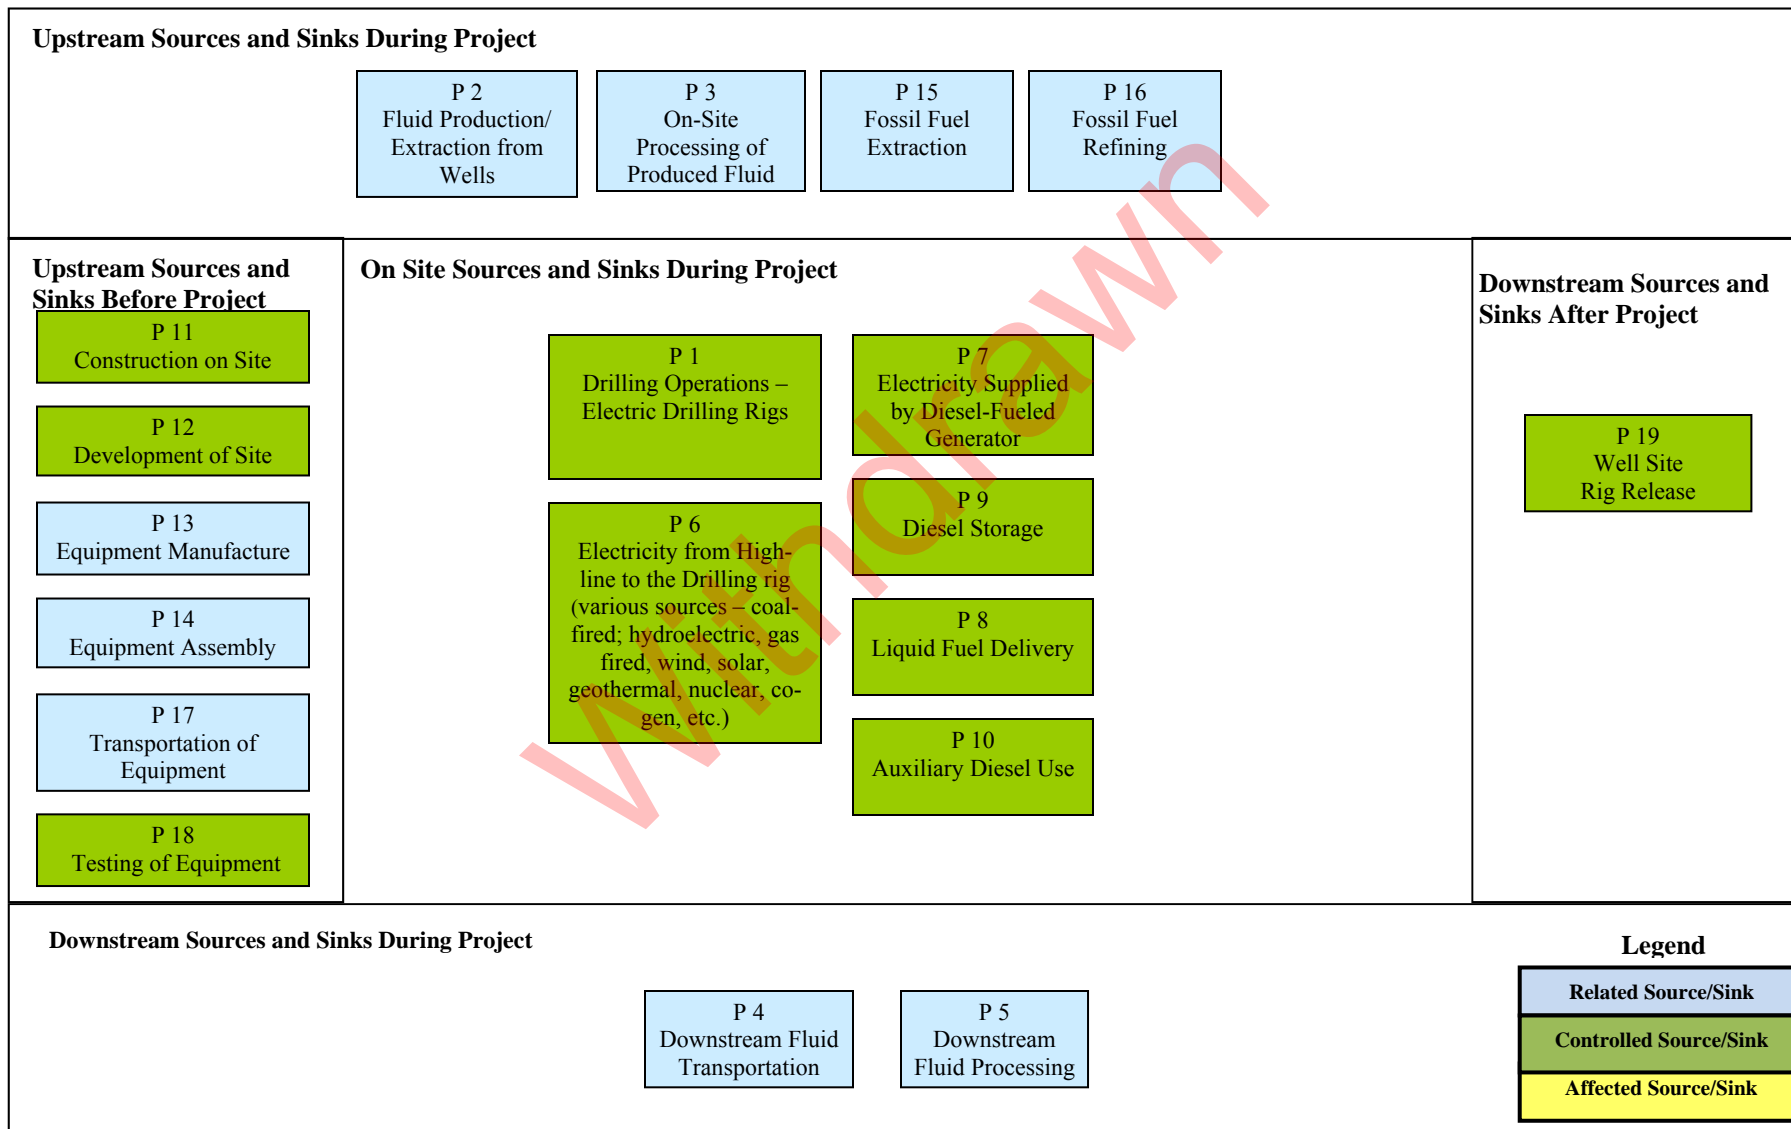 Upstream Sources and Sinks During Project
P 2
Fluid Production/
Extraction from
Wells
P 3
On-Site
Processing of
Produced Fluid
P 15
Fossil Fuel
Extraction
P 16
Fossil Fuel
Refining
Upstream Sources and
Sinks Before Project
P 11
Construction on Site
P 12
Development of Site
P 13
Equipment Manufacture
P 14
Equipment Assembly
P 17
Transportation of
Equipment
P 18
Testing of Equipment
On Site Sources and Sinks During Project
P 1
Drilling Operations –
Electric Drilling Rigs
P 6
Electricity from High-
line to the Drilling rig
(various sources – coal-
fired; hydroelectric, gas
fired, wind, solar,
geothermal, nuclear, co-
gen, etc.)
P 7
Electricity Supplied
by Diesel-Fueled
Generator
P 9
Diesel Storage
P 8
Liquid Fuel Delivery
P 10
Auxiliary Diesel Use
Downstream Sources and
Sinks After Project
P 19
Well Site
Rig Release
Downstream Sources and Sinks During Project
P 4
Downstream Fluid
Transportation
P 5
Downstream
Fluid Processing
Legend
Related Source/Sink
Controlled Source/Sink
Affected Source/Sink
Withdrawn